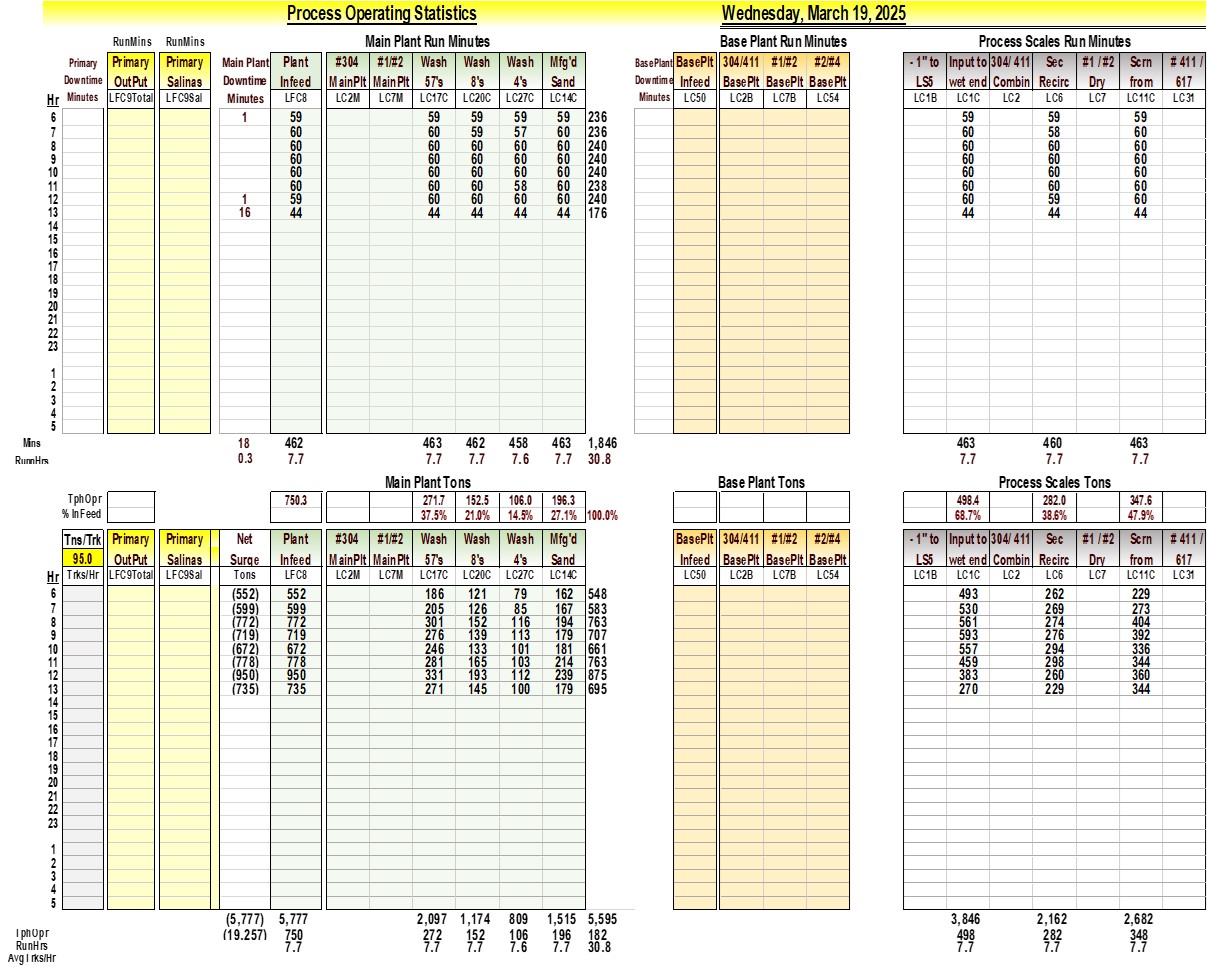 Process Operating Statistics Wednesday, March 19, 2025
RunMins RunMins Main Plant Run Minutes Base Plant Run Minutes Process Scales Run Minutes
Primary Primary Primary Main Plant Plant #304 #1/#2 Wash Wash Wash Mfg'd BasePlant BasePlt 304/411 #1/#2 #2/#4 - 1" to Input to 304/ 411 Sec #1 / #2 Scrn # 411 /
Downtime OutPut Salinas Downtime Infeed MainPlt MainPlt 57's 8's 4's Sand Downtime Infeed BasePlt BasePlt BasePlt LS5 wet end Combin Recirc Dry from 617
Hr Minutes LFC9Total LFC9Sal Minutes LFC8 LC2M LC7M LC17C LC20C LC27C LC14C Minutes LC50 LC2B LC7B LC54 LC1B LC1C LC2 LC6 LC7 LC11C LC31
6 1 59 59 59 59 59 236 59 59 59
7 60 60 59 57 60 236 60 58 60
8 60 60 60 60 60 240 60 60 60
9 60 60 60 60 60 240 60 60 60
10 60 60 60 60 60 240 60 60 60
11 60 60 60 58 60 238 60 60 60
12 1 59 60 60 60 60 240 60 59 60
13 16 44 44 44 44 44 176 44 44 44
14
15
16
17
18
19
20
21
22
23
1
2
3
4
5
Mins 18 462 463 462 458 463 1,846 463 460 463
RunnHrs 0.3 7.7 7.7 7.7 7.6 7.7 30.8 7.7 7.7 7.7
Main Plant Tons Base Plant Tons Process Scales Tons
TphOpr 750.3 271.7 152.5 106.0 196.3 498.4 282.0 347.6
% InFeed 37.5% 21.0% 14.5% 27.1% 100.0% 68.7% 38.6% 47.9%
Tns/Trk Primary Primary Net Plant #304 #1/#2 Wash Wash Wash Mfg'd BasePlt 304/411 #1/#2 #2/#4 - 1" to Input to 304/ 411 Sec #1 / #2 Scrn # 411 /
95.0 OutPut Salinas Surge Infeed MainPlt MainPlt 57's 8's 4's Sand Infeed BasePlt BasePlt BasePlt LS5 wet end Combin Recirc Dry from 617
Hr Trks/Hr LFC9Total LFC9Sal Tons LFC8 LC2M LC7M LC17C LC20C LC27C LC14C LC50 LC2B LC7B LC54 LC1B LC1C LC2 LC6 LC7 LC11C LC31
6 (552) 552 186 121 79 162 548 493 262 229
7 (599) 599 205 126 85 167 583 530 269 273
8 (772) 772 301 152 116 194 763 561 274 404
9 (719) 719 276 139 113 179 707 593 276 392
10 (672) 672 246 133 101 181 661 557 294 336
11 (778) 778 281 165 103 214 763 459 298 344
12 (950) 950 331 193 112 239 875 383 260 360
13 (735) 735 271 145 100 179 695 270 229 344
14
15
16
17
18
19
20
21
22
23
1
2
3
4
5
(5,777) 5,777 2,097 1,174 809 1,515 5,595 3,846 2,162 2,682
TphOpr (19.257) 750 272 152 106 196 182 498 282 348
RunHrs 7.7 7.7 7.7 7.6 7.7 30.8 7.7 7.7 7.7
AvgTrks/Hr